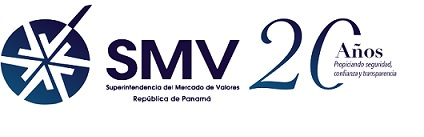 SMV
Superintendencia del Mercado de Valores
República de Panamá
20 Años
Propiciando seguridad,
confianza y transparencia